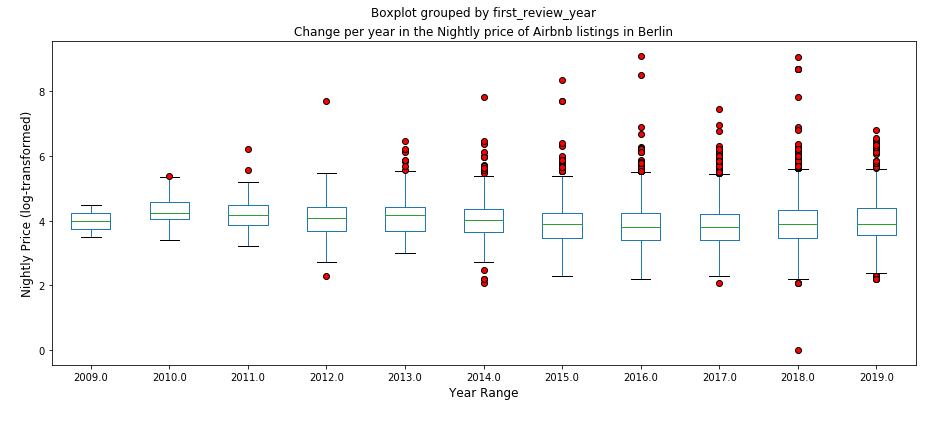 Boxplot grouped by first_review_year
Change per year in the Nightly price of Airbnb listings in Berlin
Nightly Price (log-transformed)
8
6
4
2
0
2009.0 2010.0 2011.0 2012.0 2013.0 2014.0 2015.0 2016.0 2017.0 2018.0 2019.0
Year Range